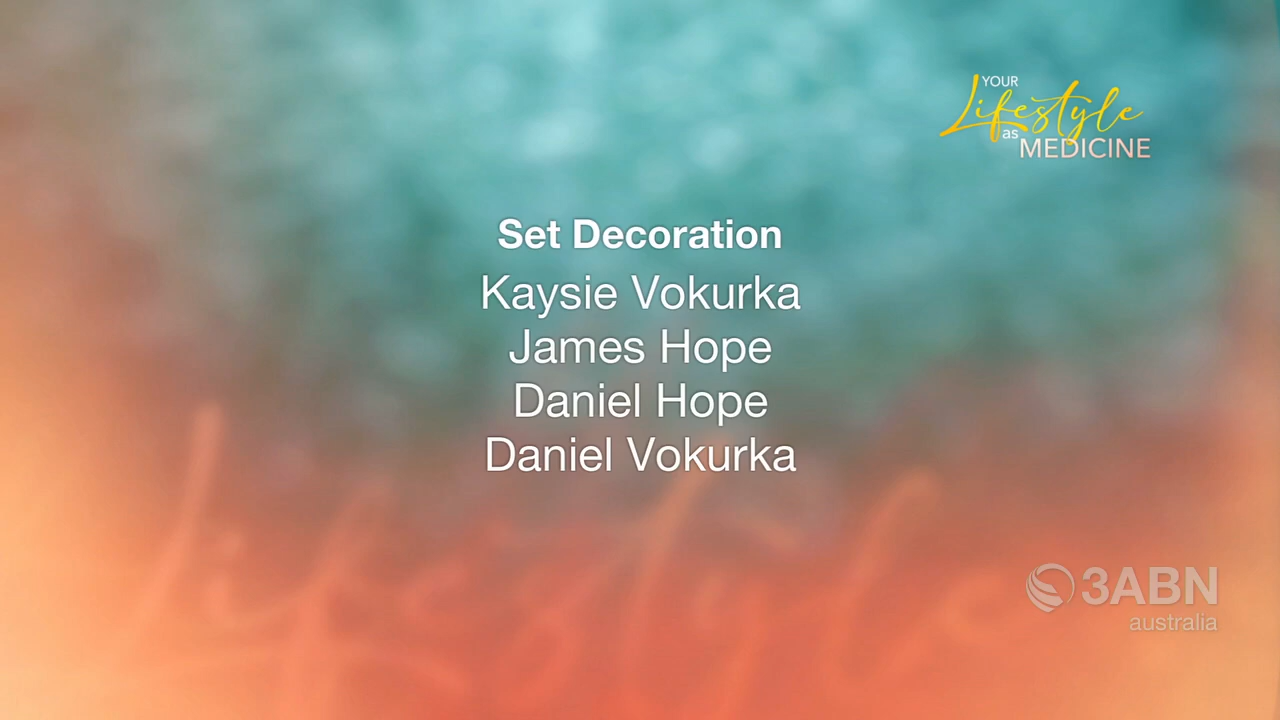 YOUR
Lifestyle
as
MEDICINE
Set Decoration
Kaysie Vokurka
James Hope
Daniel Hope
Daniel Vokurka
3ABN
australia